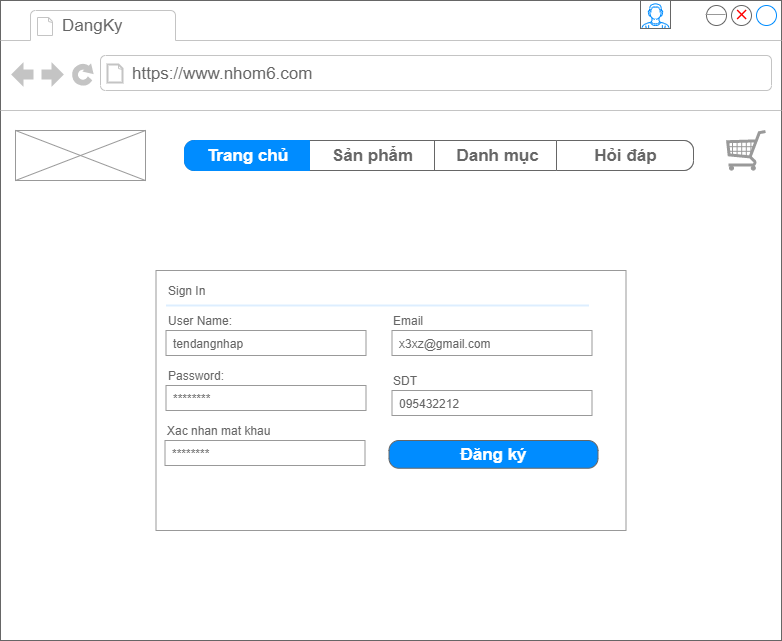 DangKy
https://www.nhom6.com
Trang chủ
Sản phẩm
Danh mục
Hỏi đáp
Sign In
User Name:
Email
tendangnhap
x3xz@gmail.com
Password:
SDT
********
095432212
Xac nhan mat khau
********
Đăng ký